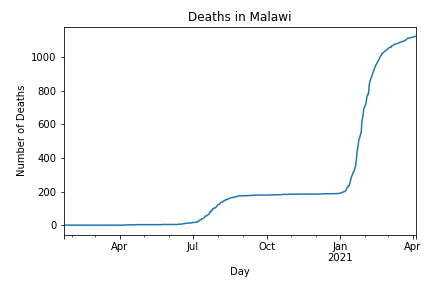 Deaths in Malawi
Number of Deaths
1000
800
600
400
200
0
Apr
Jul
Oct
Jan
2021
Apr
Day